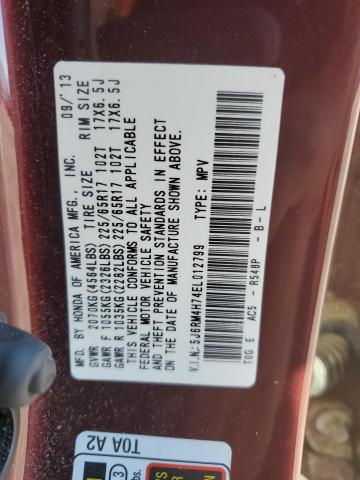 MFD. BY HONDA OF AMERICA MFG., INC. 09/'13
GVWR 2070KG(4564LBS) TIRE SIZE RIM SIZE
GAWR F 1055KG(2326LBS) 225/65R17 102T 17X6.5J
GAWR R 1035KG(2282LBS) 225/65R17 102T 17X6.5J
THIS VEHICLE CONFORMS TO ALL APPLICABLE
FEDERAL MOTOR VEHICLE SAFETY
AND THEFT PREVENTION STANDARDS IN EFFECT
ON THE DATE OF MANUFACTURE SHOWN ABOVE.
V.I.N.: 5J6RM4H74EL012799 TYPE: MPV
T0G E AC5 - R548P - B - L
T0A A2